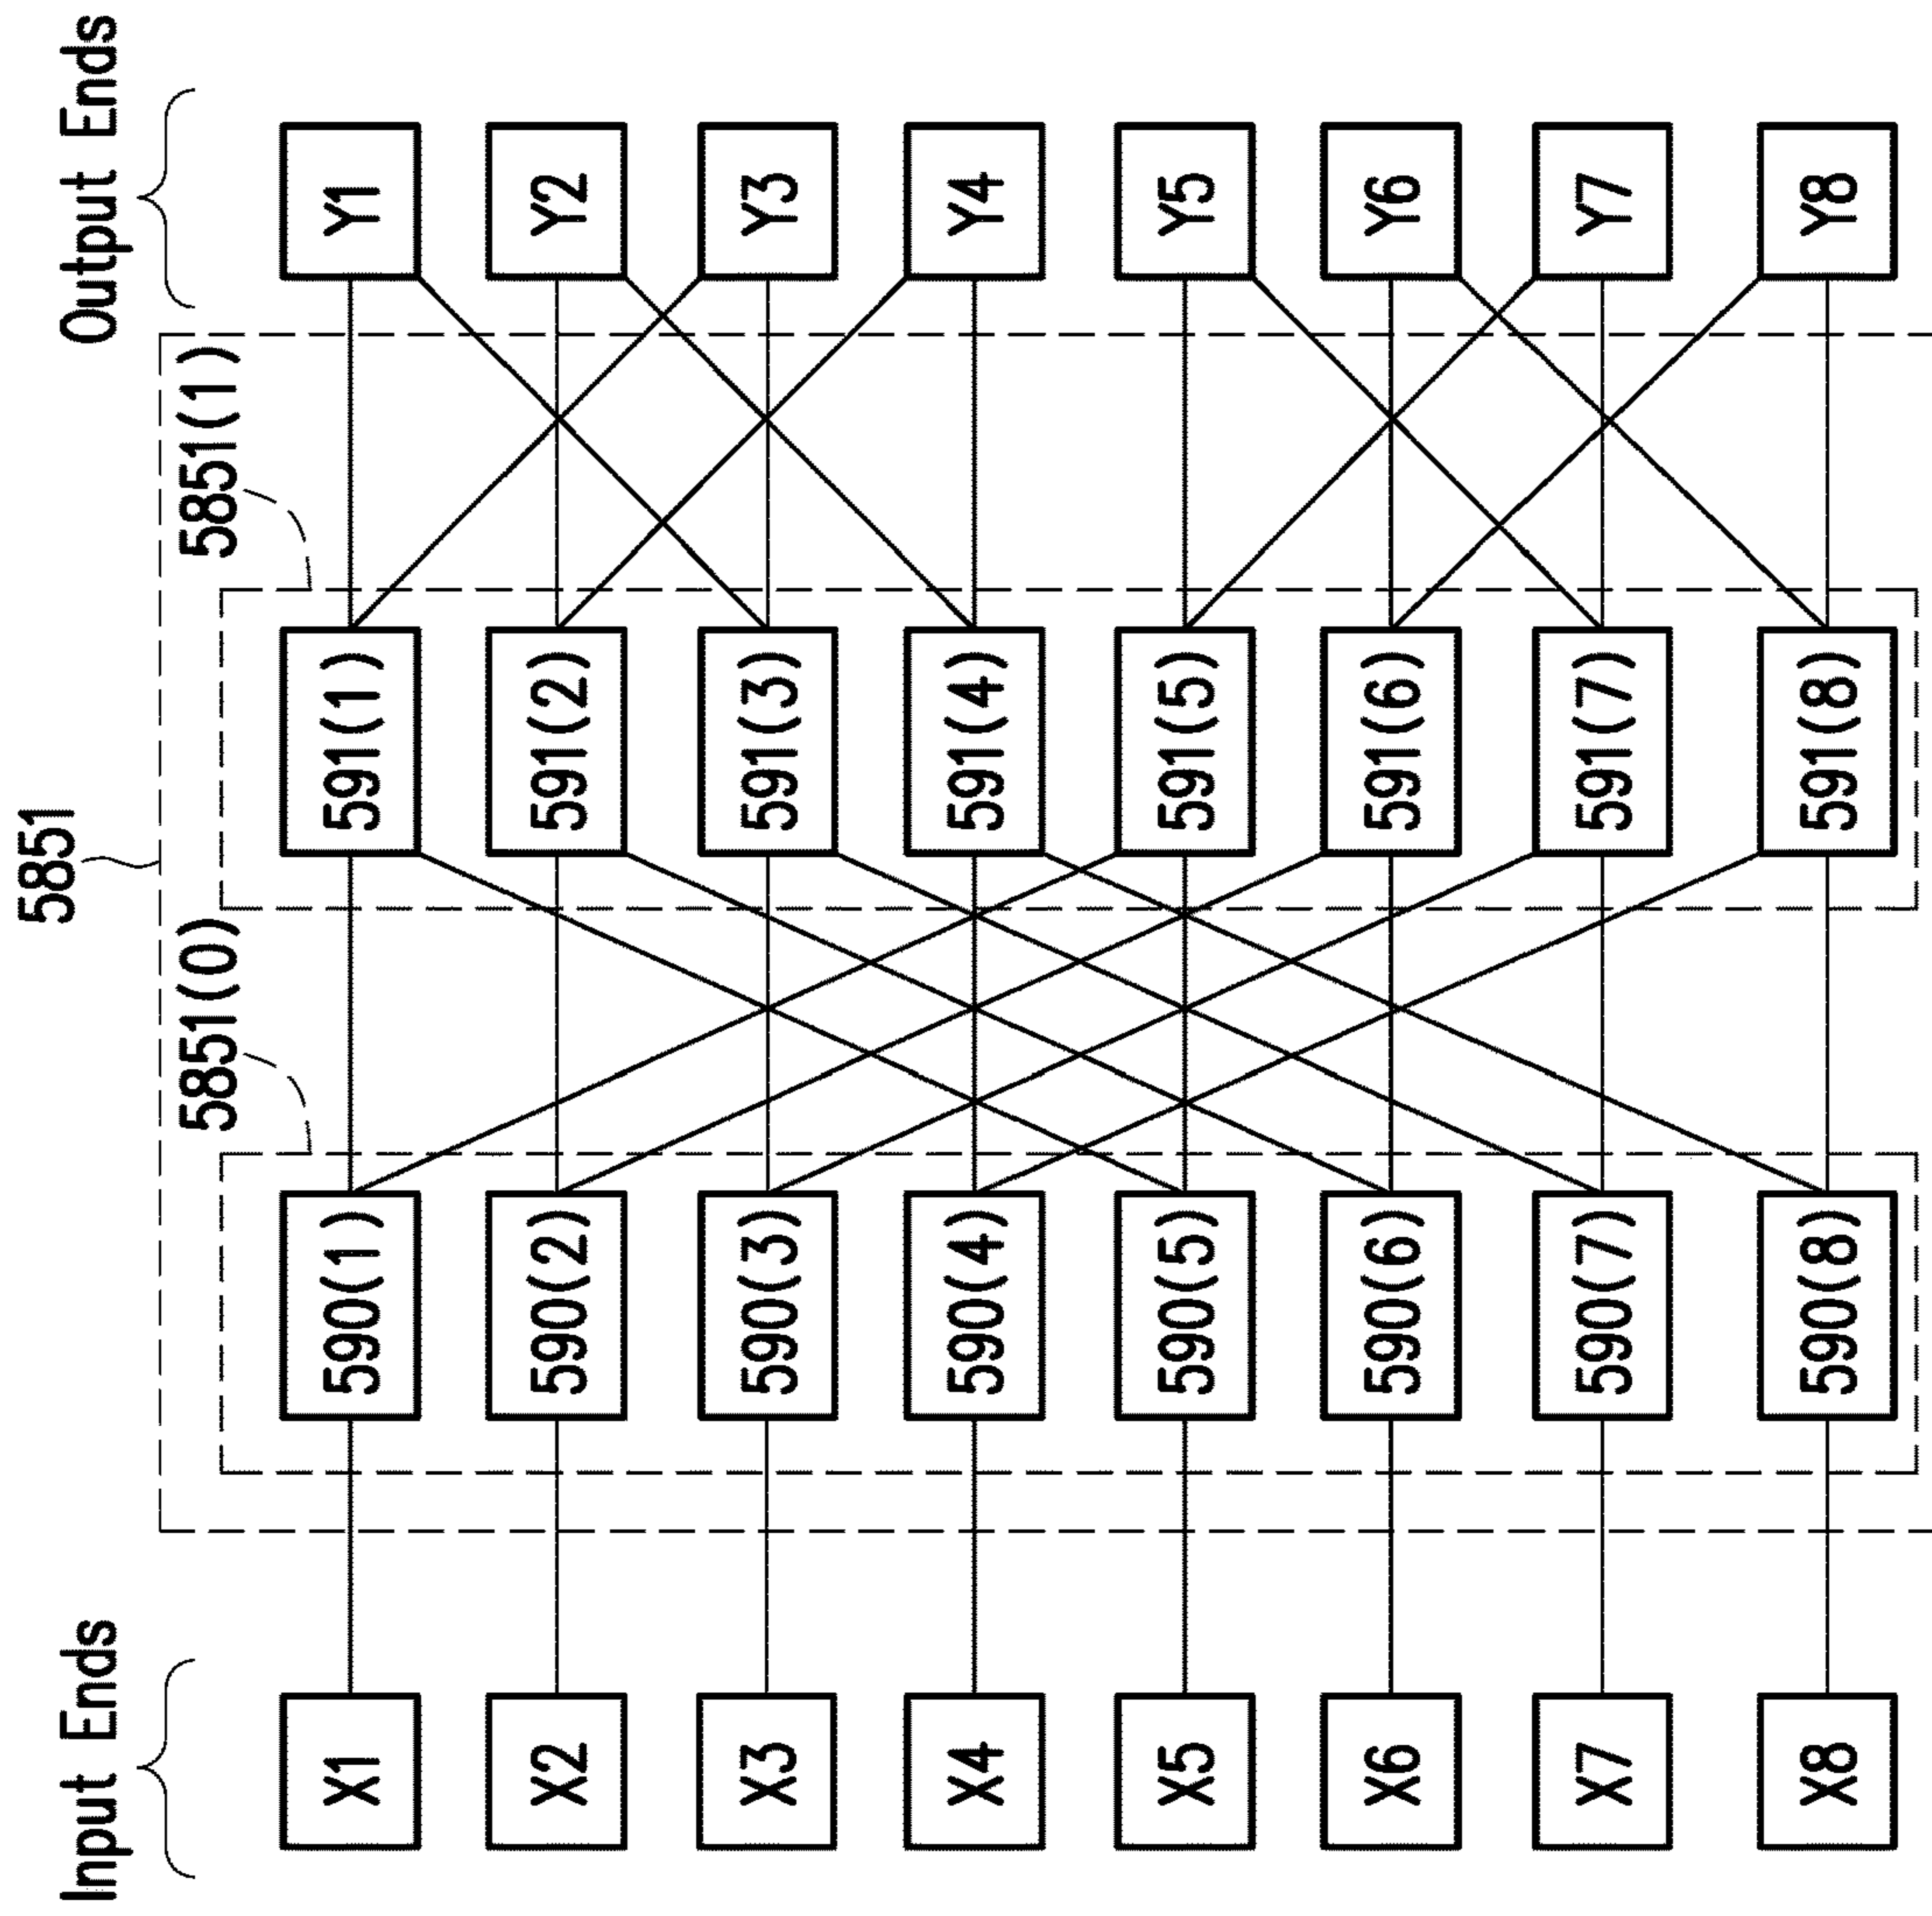 5851
Input Ends
Output Ends
5851(0)
5851(1)
X1
590(1)
591(1)
Y1
X2
590(2)
591(2)
Y2
X3
590(3)
591(3)
Y3
X4
590(4)
591(4)
Y4
X5
590(5)
591(5)
Y5
X6
590(6)
591(6)
Y6
X7
590(7)
591(7)
Y7
X8
590(8)
591(8)
Y8